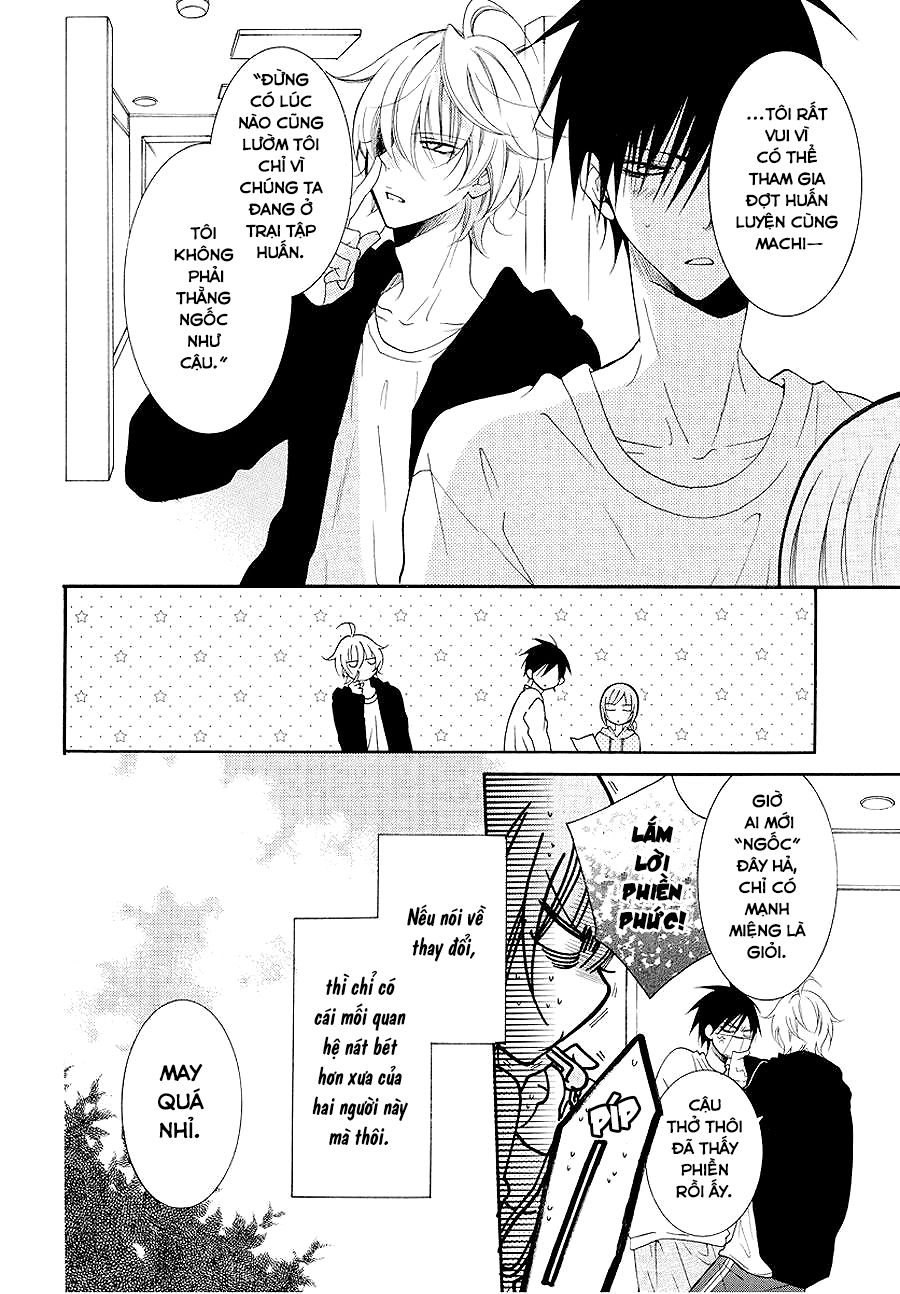 ...TÔI RẤT
VUI VÌ
CÓ THỂ
THAM GIA
ĐỢT HUẤN
LUYỆN CÙNG
MACHI—
"ĐỪNG
CÓ LÚC
NÀO CŨNG
LƯỜM TÔI
CHỈ VÌ
CHÚNG TA
ĐANG Ở
TRẠI TẬP
HUẤN.
TÔI
KHÔNG
PHẢI
THẰNG
NGỐC
NHƯ
CẬU."
GIỜ
AI MỚI
"NGỐC"
ĐÂY HẢ,
CHỈ CÓ
MẠNH
MIỆNG LÀ
GIỎI.
LẮM
LỜI
PHIỀN
PHỨC!
CẬU
THỞ THÔI
ĐÃ THẤY
PHIỀN
RỒI ẤY.
PÍP
Nếu nói về
thay đổi,
thì chỉ có
cái mối quan
hệ nát bét
hơn xưa của
hai người này
mà thôi.
MAY
QUÁ
NHỈ.